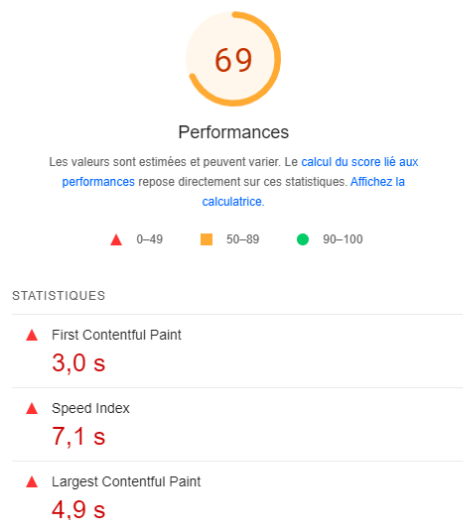 69
Performances
Les valeurs sont estimées et peuvent varier. Le calcul du score lié aux
performances repose directement sur ces statistiques. Affichez la
calculatrice.
0–49 50–89 90–100
STATISTIQUES
First Contentful Paint
3,0 s
Speed Index
7,1 s
Largest Contentful Paint
4,9 s